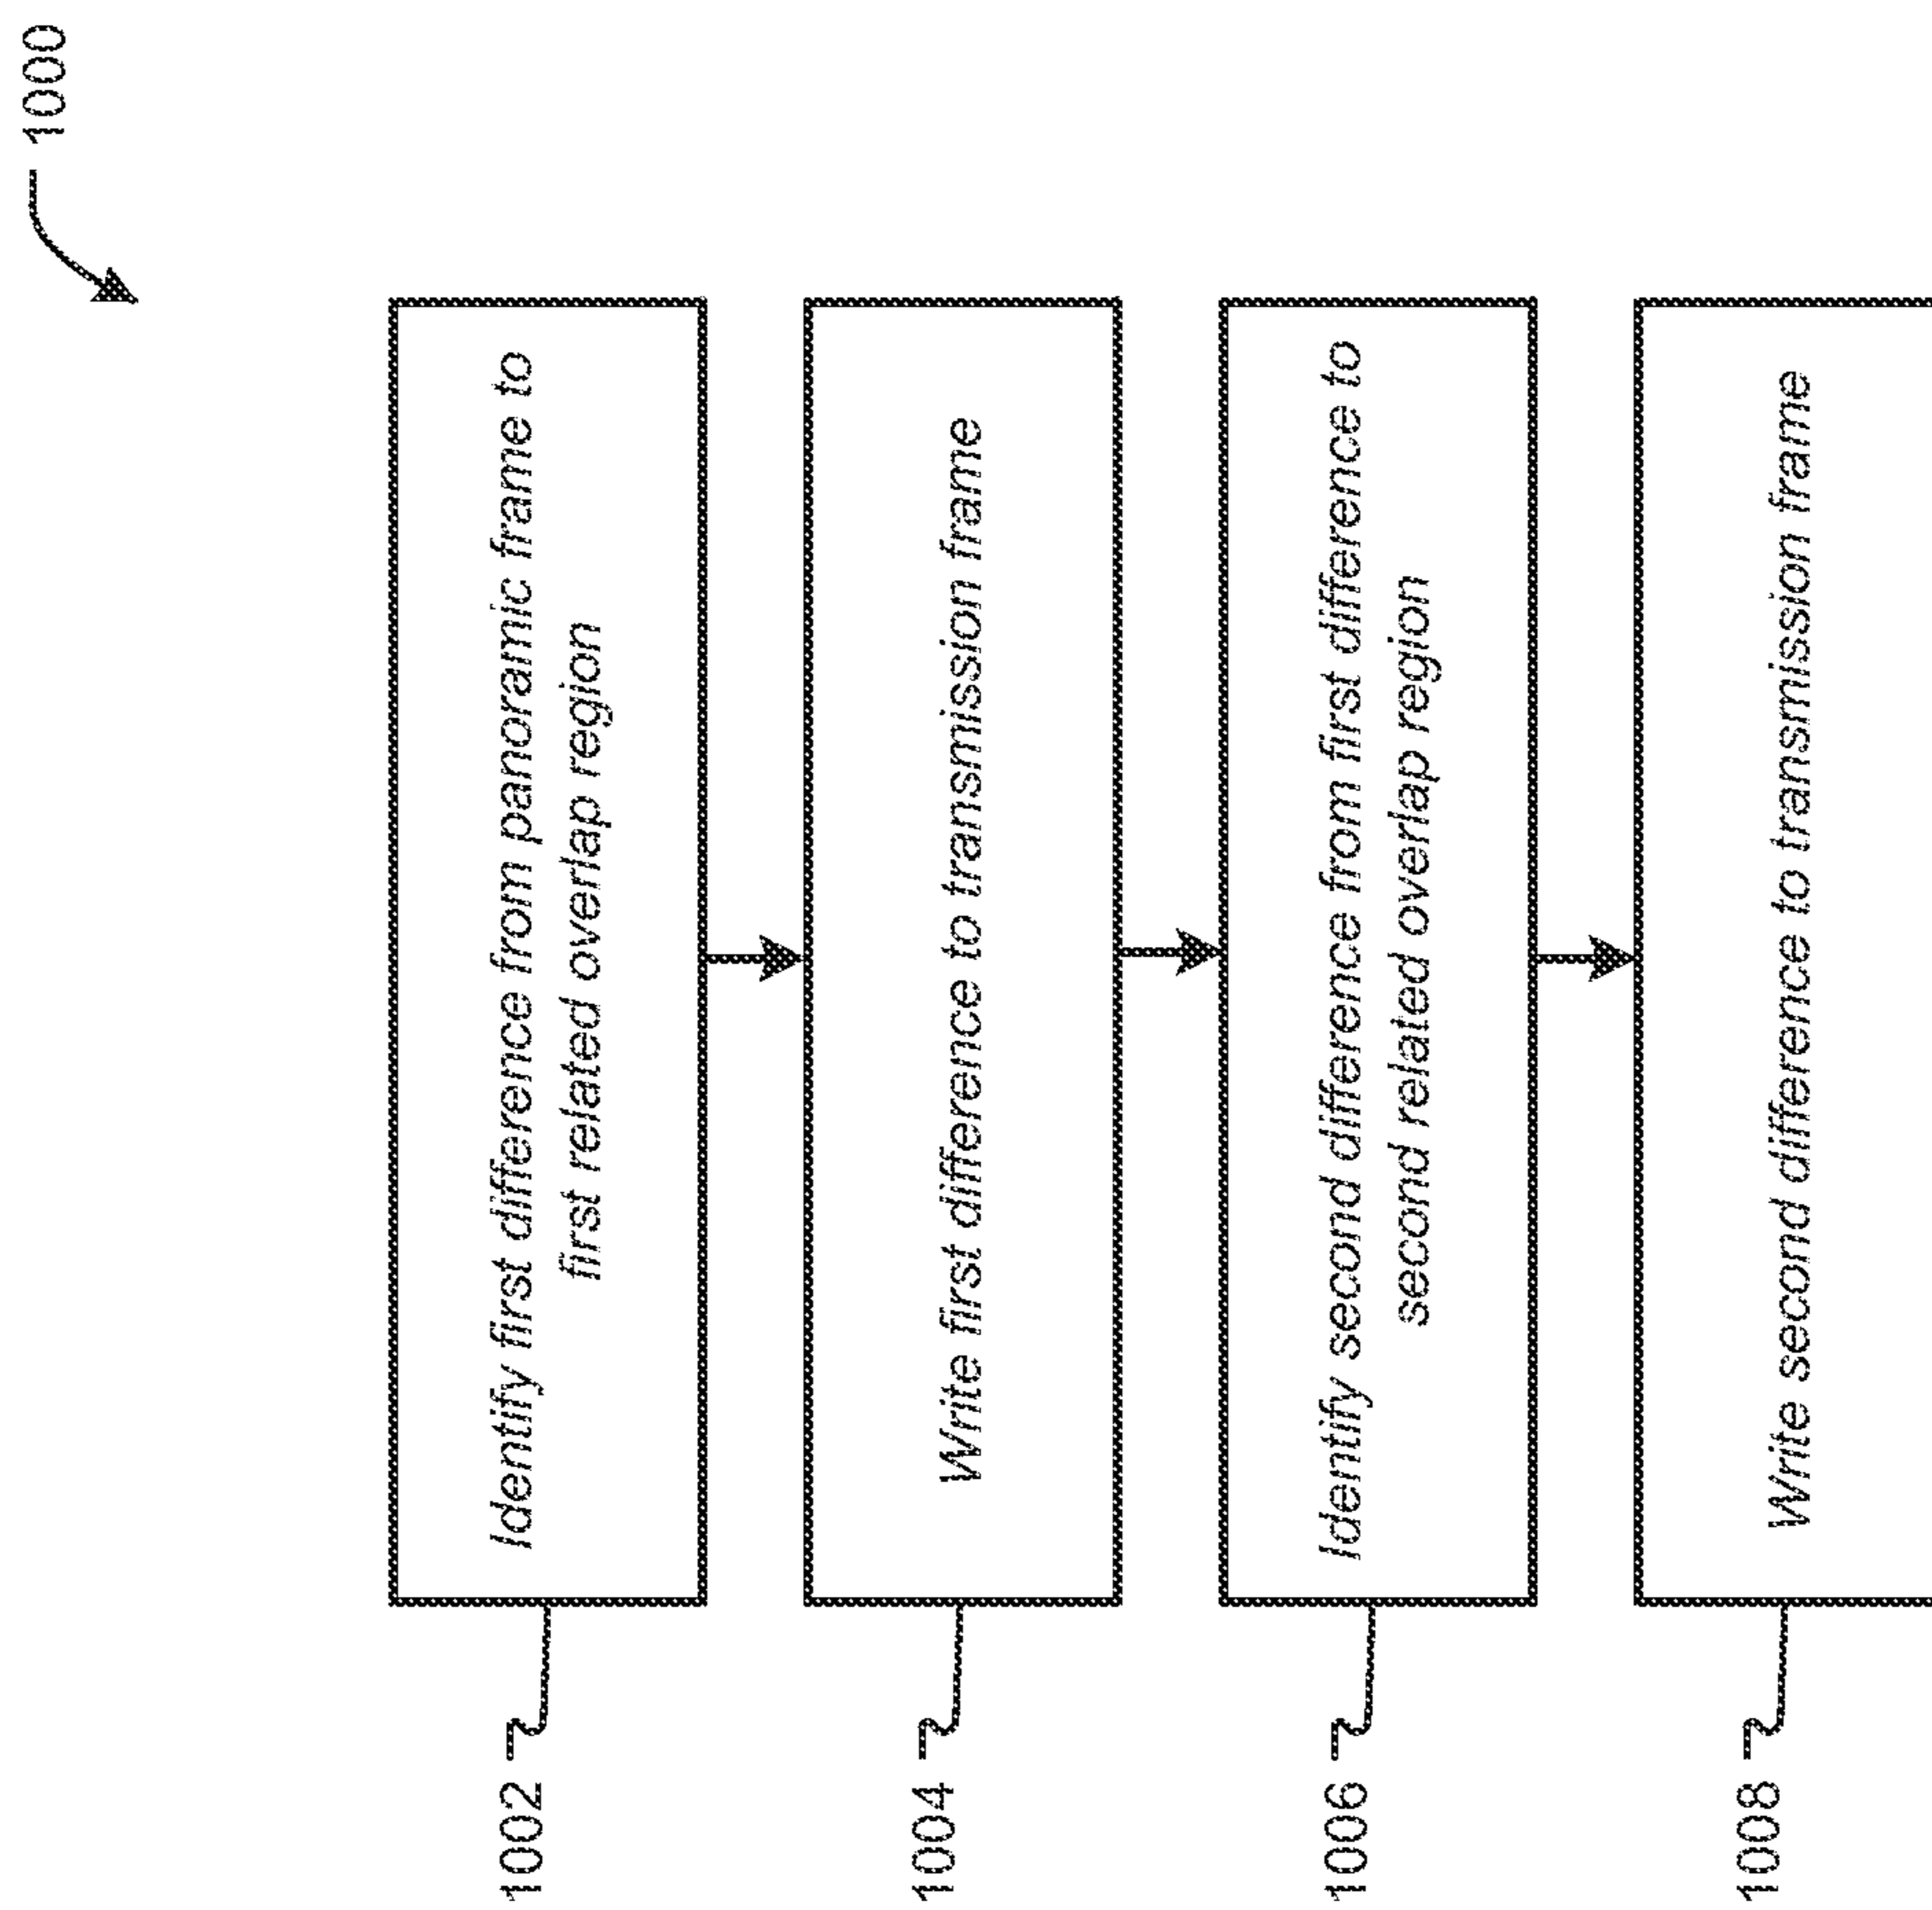 1000
1002
Identify first difference from panoramic frame to
first related overlap region
1004
Write first difference to transmission frame
1006
Identify second difference from first difference to
second related overlap region
1008
Write second difference to transmission frame